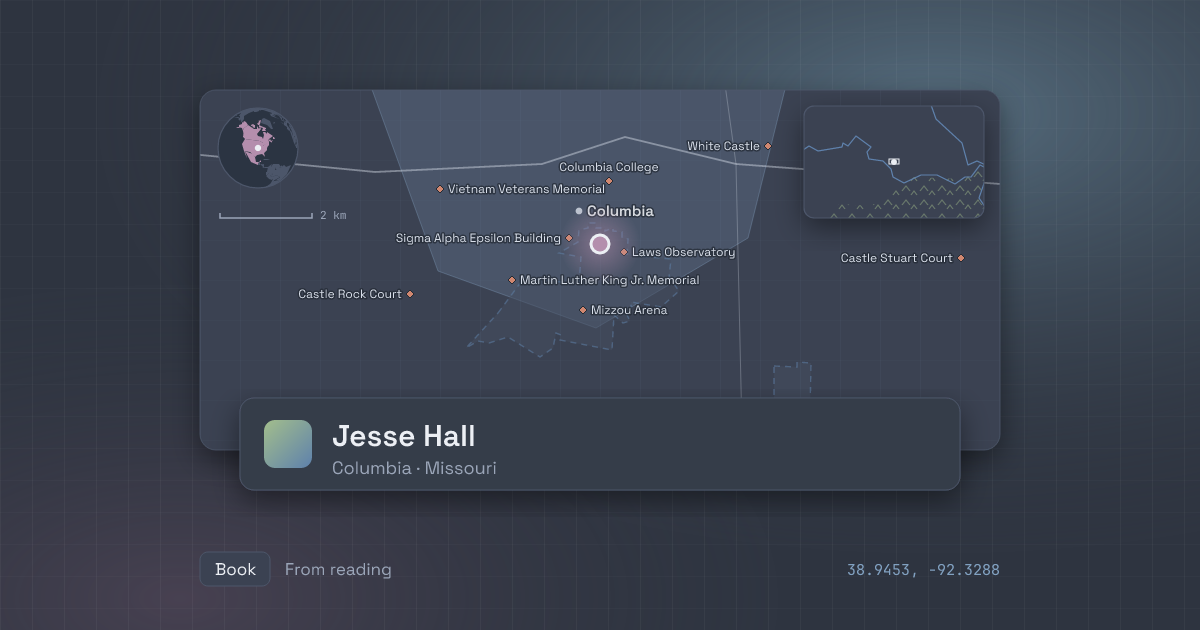 White Castle
Columbia College
Vietnam Veterans Memorial
2 km
Columbia
Sigma Alpha Epsilon Building
Laws Observatory
Castle Stuart Court
Martin Luther King Jr. Memorial
Castle Rock Court
Mizzou Arena
Jesse Hall
Columbia · Missouri
Book
From reading
38.9453, -92.3288